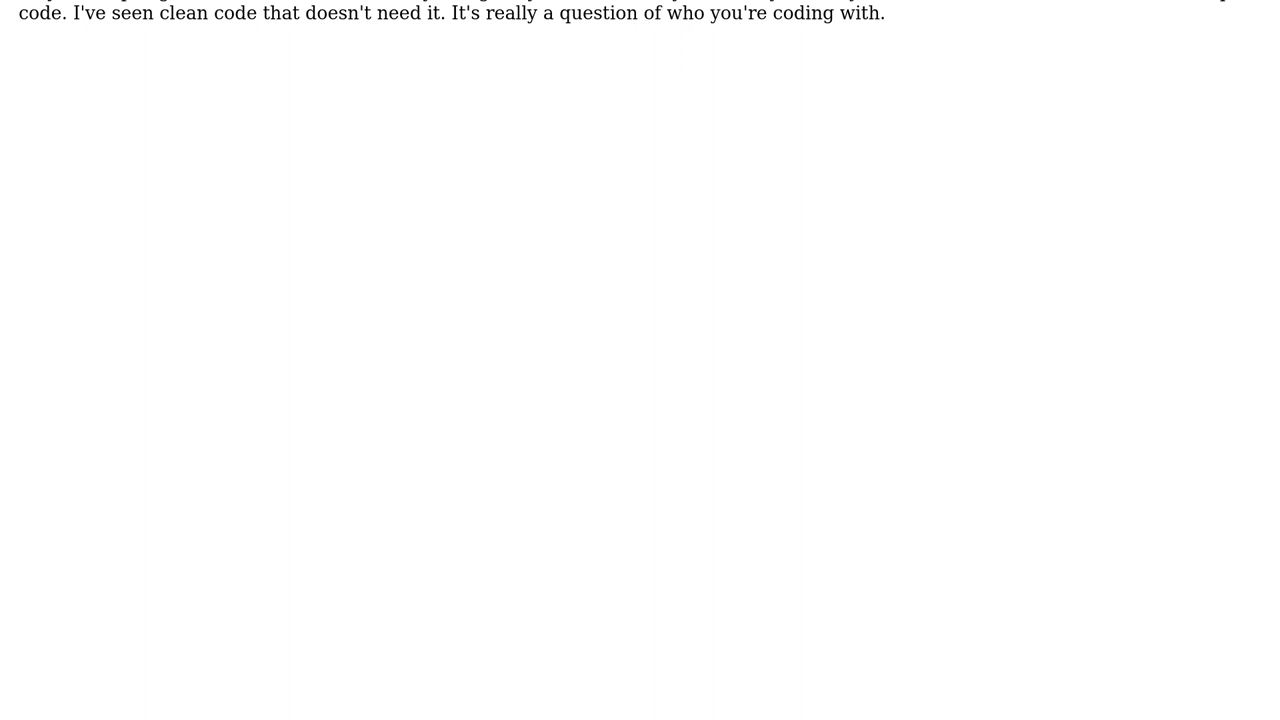 code. I've seen clean code that doesn't need it. It's really a question of who you're coding with.